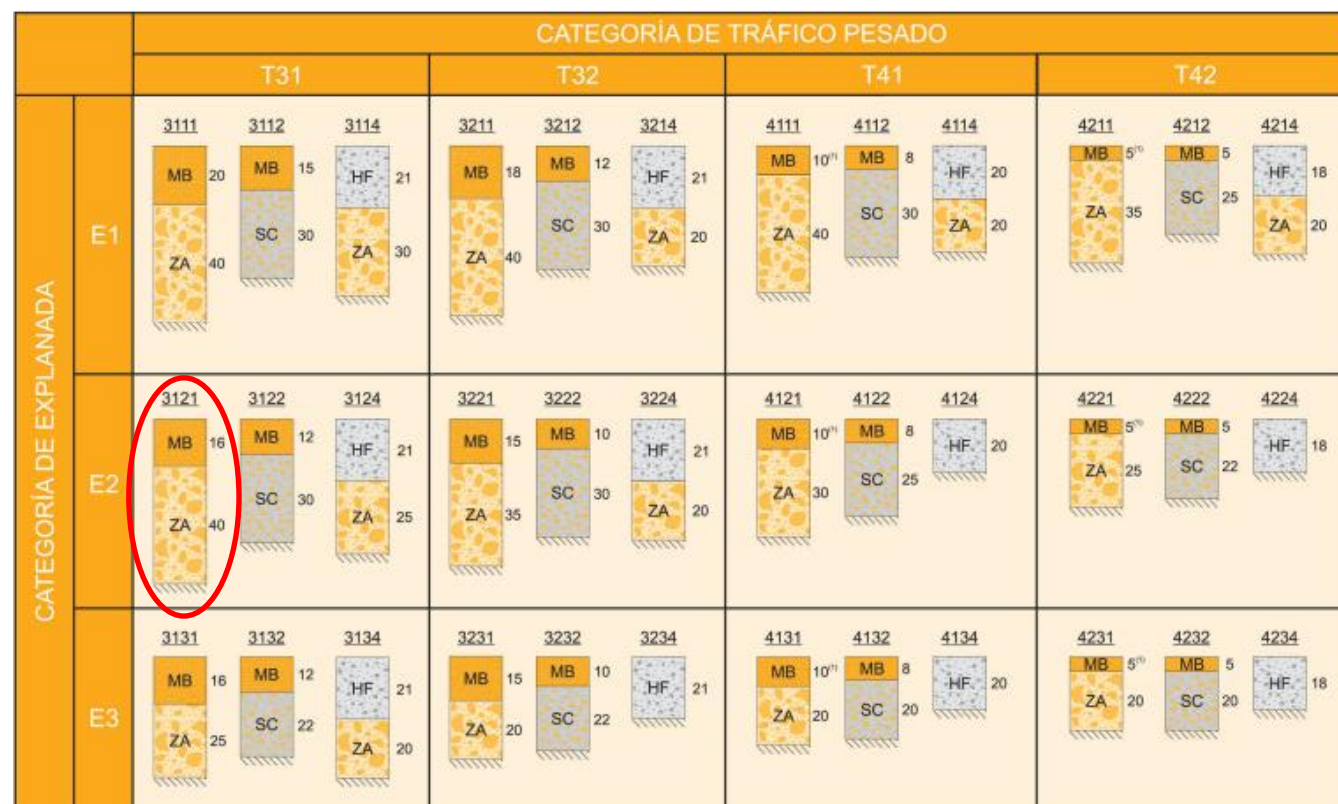 CATEGORÍA DE TRÁFICO PESADO
T31 T32 T41 T42
CATEGORÍA DE EXPLANADA
E1
3111 3112 3114 3211 3212 3214 4111 4112 4114 4211 4212 4214
MB 20 MB 15 HF 21 MB 18 MB 12 HF 21 MB 10(1) MB 8 HF 20 MB 5(1) MB 5 HF 18
ZA 40 SC 30 ZA 30 ZA 40 SC 30 ZA 20 ZA 40 SC 30 ZA 20 ZA 35 SC 25 ZA 20
E2
3121 3122 3124 3221 3222 3224 4121 4122 4124 4221 4222 4224
MB 16 MB 12 HF 21 MB 15 MB 10 HF 21 MB 10(1) MB 8 HF 20 MB 5(1) MB 5 HF 18
ZA 40 SC 30 ZA 25 ZA 35 SC 30 ZA 20 ZA 30 SC 25 ZA 25 SC 22
E3
3131 3132 3134 3231 3232 3234 4131 4132 4134 4231 4232 4234
MB 16 MB 12 HF 21 MB 15 MB 10 HF 21 MB 10(1) MB 8 HF 20 MB 5(1) MB 5 HF 18
ZA 25 SC 22 ZA 20 ZA 20 SC 22 ZA 20 SC 20 ZA 20 SC 20